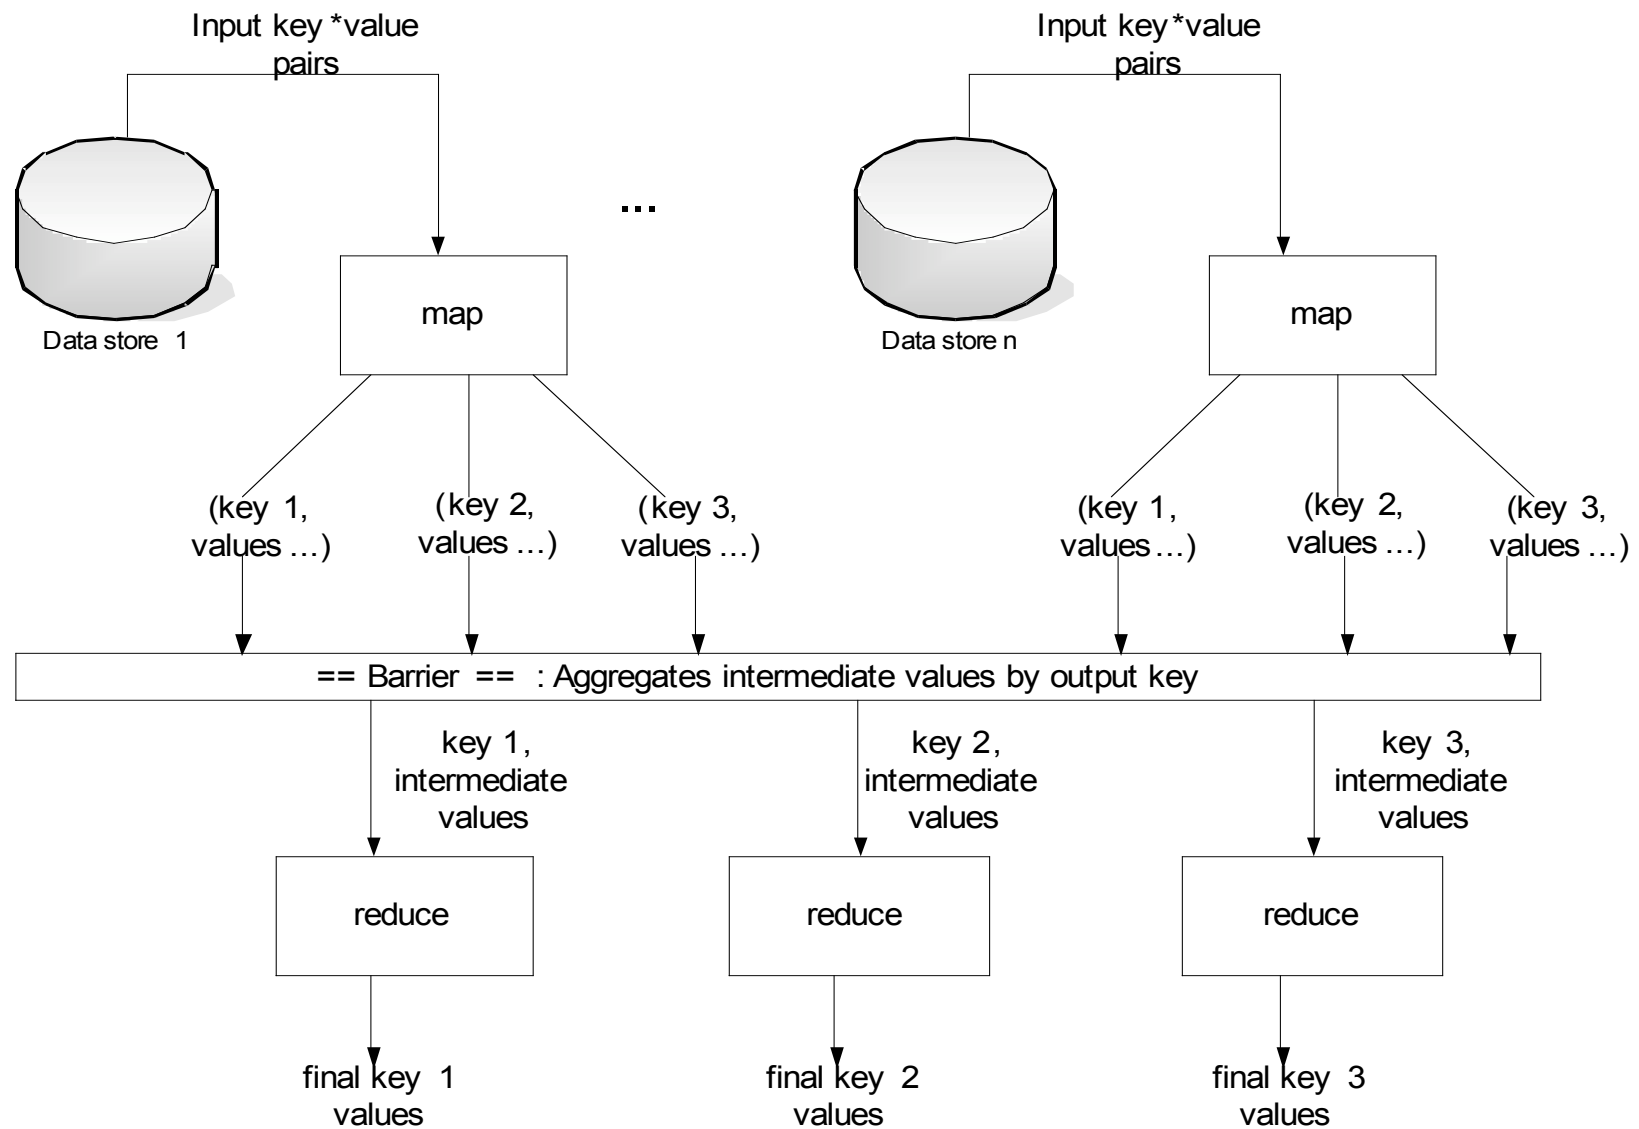 Input key*value
pairs
Input key*value
pairs
...
Data store 1
map
Data store n
map
(key 1,
values ...)
(key 2,
values ...)
(key 3,
values ...)
(key 1,
values ...)
(key 2,
values ...)
(key 3,
values ...)
== Barrier == : Aggregates intermediate values by output key
key 1,
intermediate
values
key 2,
intermediate
values
key 3,
intermediate
values
reduce
reduce
reduce
final key 1
values
final key 2
values
final key 3
values